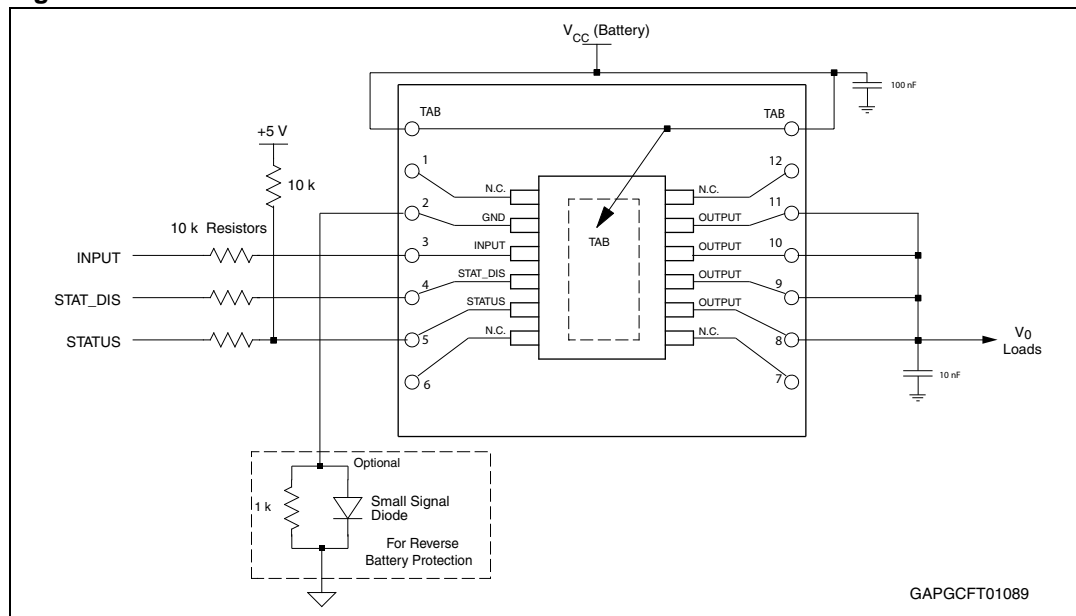 V_CC (Battery)
100 nF
TAB
TAB
+5 V
10 k
1
12
N.C.
N.C.
2
11
GND
OUTPUT
10 k Resistors
3
10
INPUT
INPUT
OUTPUT
TAB
4
9
STAT_DIS
STAT_DIS
OUTPUT
STATUS
STATUS
OUTPUT
5
8
V0
Loads
N.C.
N.C.
6
7
10 nF
Optional
1 k
Small Signal
Diode
For Reverse
Battery Protection
GAPGCFT01089